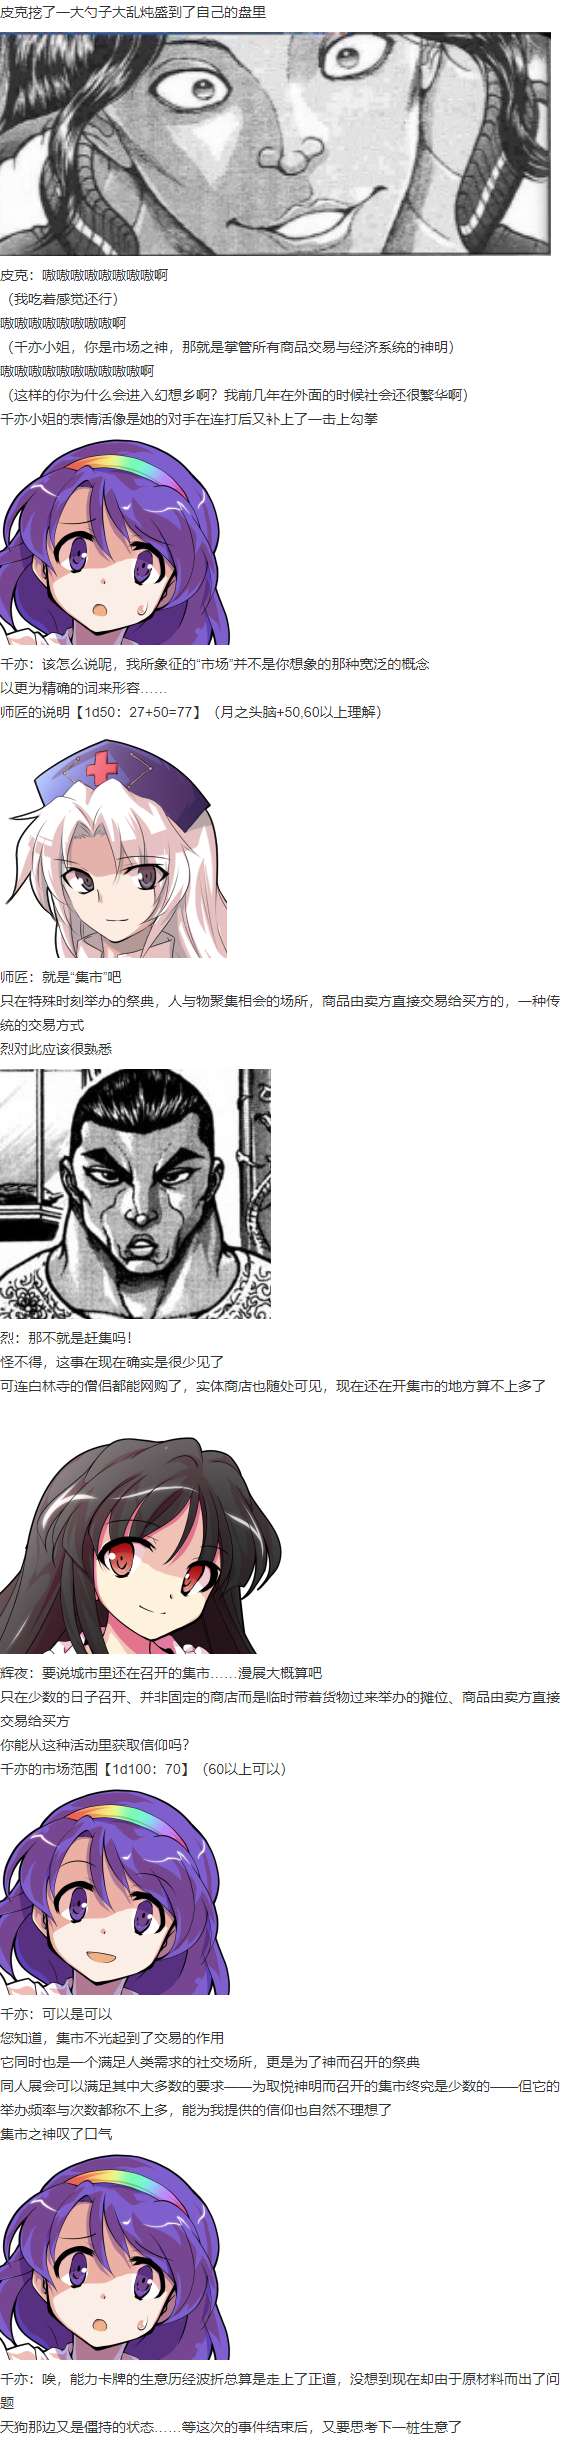 皮克挖了一大勺子大乱炖盛到了自己的盘里
皮克：嗷嗷嗷嗷嗷嗷嗷嗷啊
（我吃着感觉还行）
嗷嗷嗷嗷嗷嗷嗷嗷啊
（千亦小姐，你是市场之神，那就是掌管所有商品交易与经济系统的神明）
嗷嗷嗷嗷嗷嗷嗷嗷嗷嗷啊
（这样的你为什么会进入幻想乡啊？我前几年在外面的时候社会还很繁华啊）
千亦小姐的表情活像是她的对手在连打后又补上了一击上勾拳
千亦：该怎么说呢，我所象征的“市场”并不是你想象的那种宽泛的概念
以更为精确的词来形容……
师匠的说明【1d50：27+50=77】（月之头脑+50,60以上理解）
师匠：就是“集市”吧
只在特殊时刻举办的祭典，人与物聚集相会的场所，商品由卖方直接交易给买方的，一种传
统的交易方式
烈对此应该很熟悉
烈：那不就是赶集吗！
怪不得，这事在现在确实是很少见了
可连白林寺的僧侣都能网购了，实体商店也随处可见，现在还在开集市的地方算不上多了
辉夜：要说城市里还在召开的集市……漫展大概算吧
只在少数的日子召开、并非固定的商店而是临时带着货物过来举办的摊位、商品由卖方直接
交易给买方
你能从这种活动里获取信仰吗？
千亦的市场范围【1d100：70】（60以上可以）
千亦：可以是可以
您知道，集市不光起到了交易的作用
它同时也是一个满足人类需求的社交场所，更是为了神而召开的祭典
同人展会可以满足其中大多数的要求——为取悦神明而召开的集市终究是少数的——但它的
举办频率与次数都称不上多，能为我提供的信仰也自然不理想了
集市之神叹了口气
千亦：唉，能力卡牌的生意历经波折总算是走上了正道，没想到现在却由于原材料而出了问
题
天狗那边又是僵持的状态……等这次的事件结束后，又要思考下一桩生意了